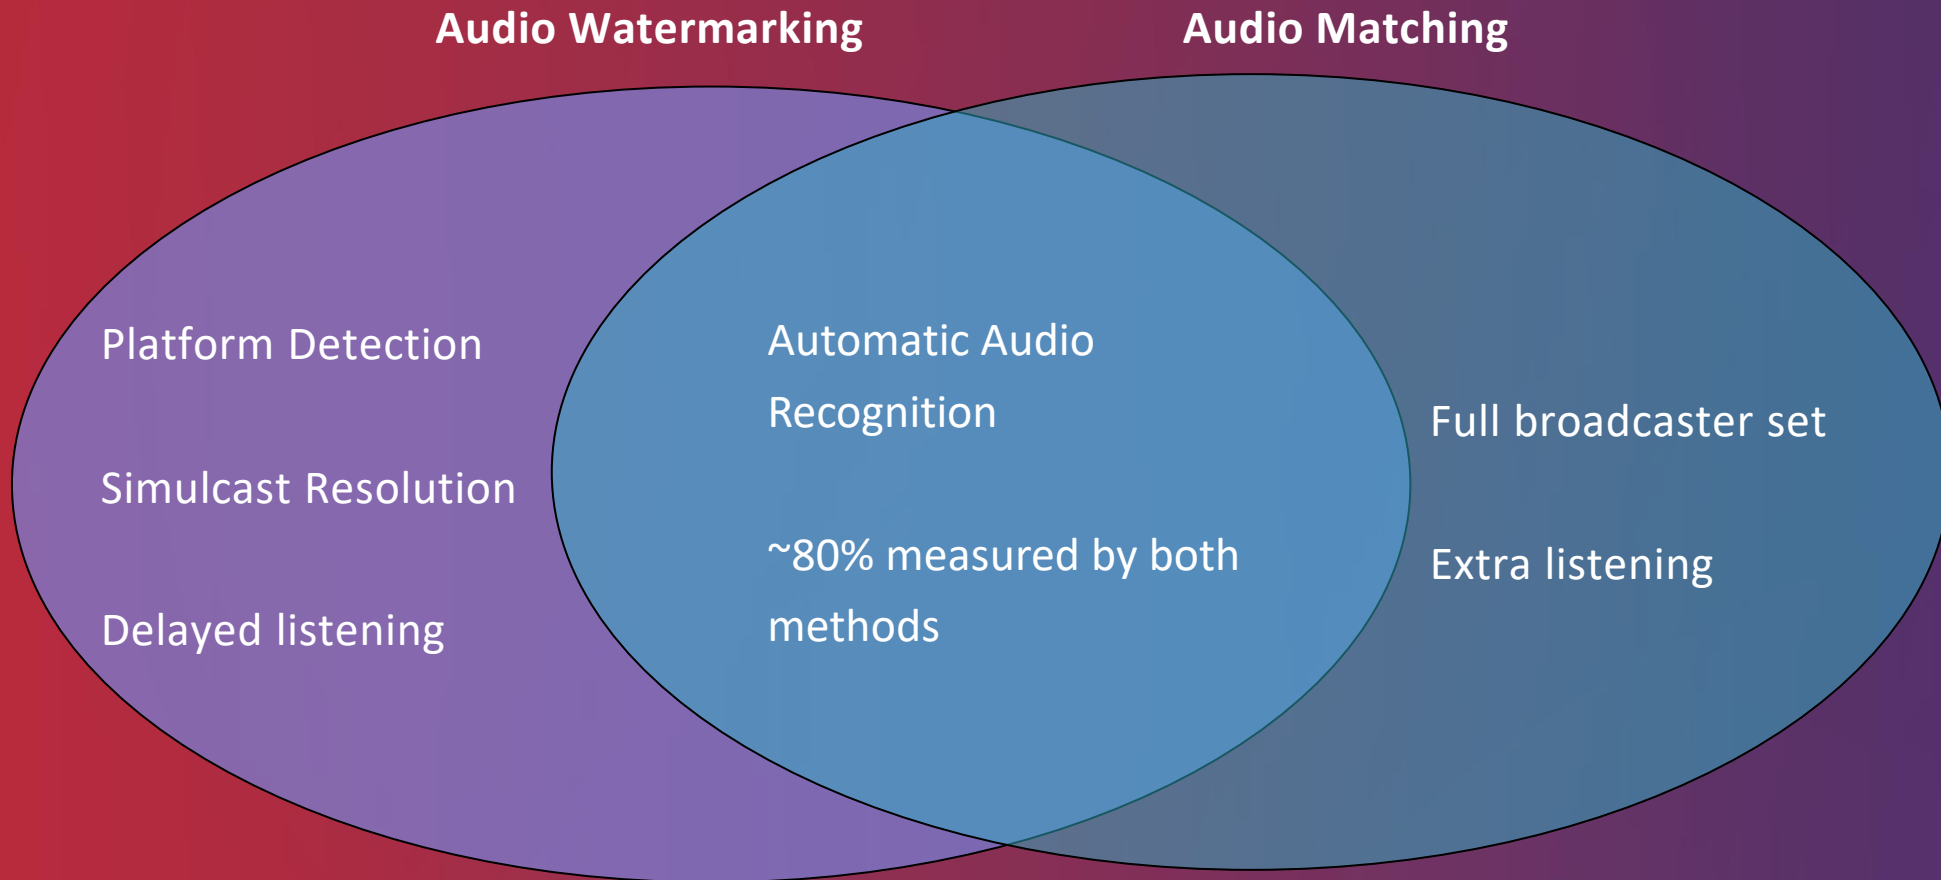 Audio Watermarking
Audio Matching
Platform Detection
Simulcast Resolution
Delayed listening
Automatic Audio
Recognition
~80% measured by both
methods
Full broadcaster set
Extra listening